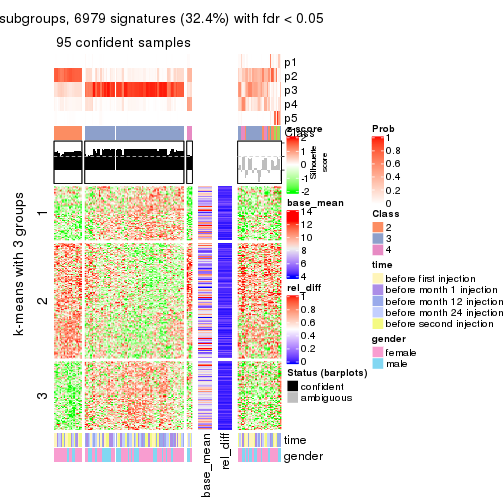 subgroups, 6979 signatures (32.4%) with fdr < 0.05
95 confident samples
p1
p2
p3
p4
p5
Class
k-means with 3 groups
1
2
3
Silhouette
score
z-score
2
1
0
-1
-2
base_mean
14
12
10
8
6
4
rel_diff
1
0.8
0.6
0.4
0.2
0
Status (barplots)
confident
ambiguous
Prob
1
0.8
0.6
0.4
0.2
0
Class
2
3
4
time
before first injection
before month 1 injection
before month 12 injection
before month 24 injection
before second injection
gender
female
male
time
gender
base_mean
rel_diff